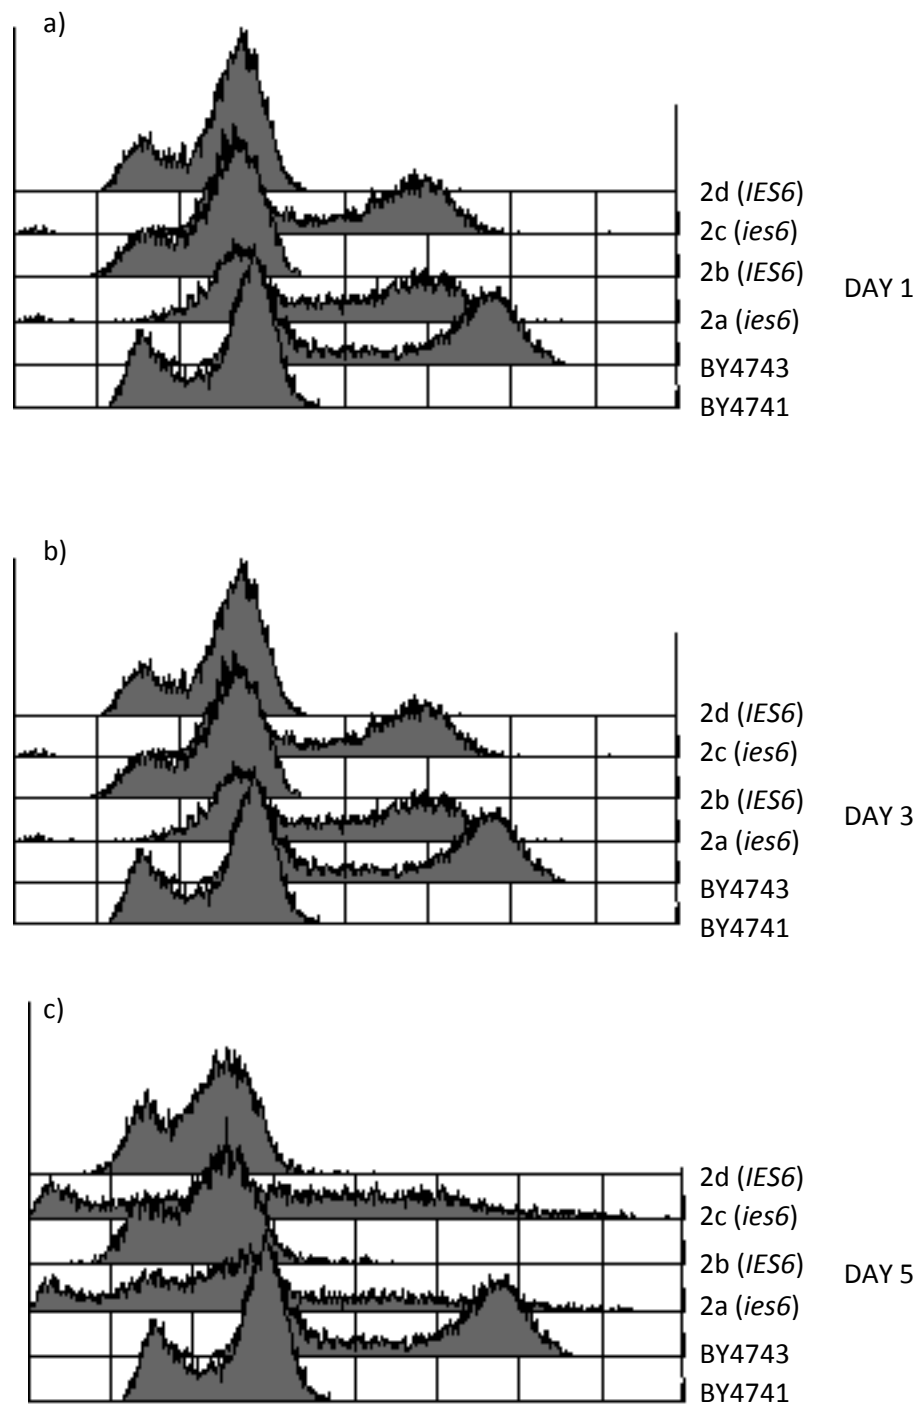 a)
2d (IES6)
2c (ies6)
2b (IES6)
DAY 1
2a (ies6)
BY4743
BY4741
b)
2d (IES6)
2c (ies6)
2b (IES6)
DAY 3
2a (ies6)
BY4743
BY4741
c)
2d (IES6)
2c (ies6)
2b (IES6)
DAY 5
2a (ies6)
BY4743
BY4741